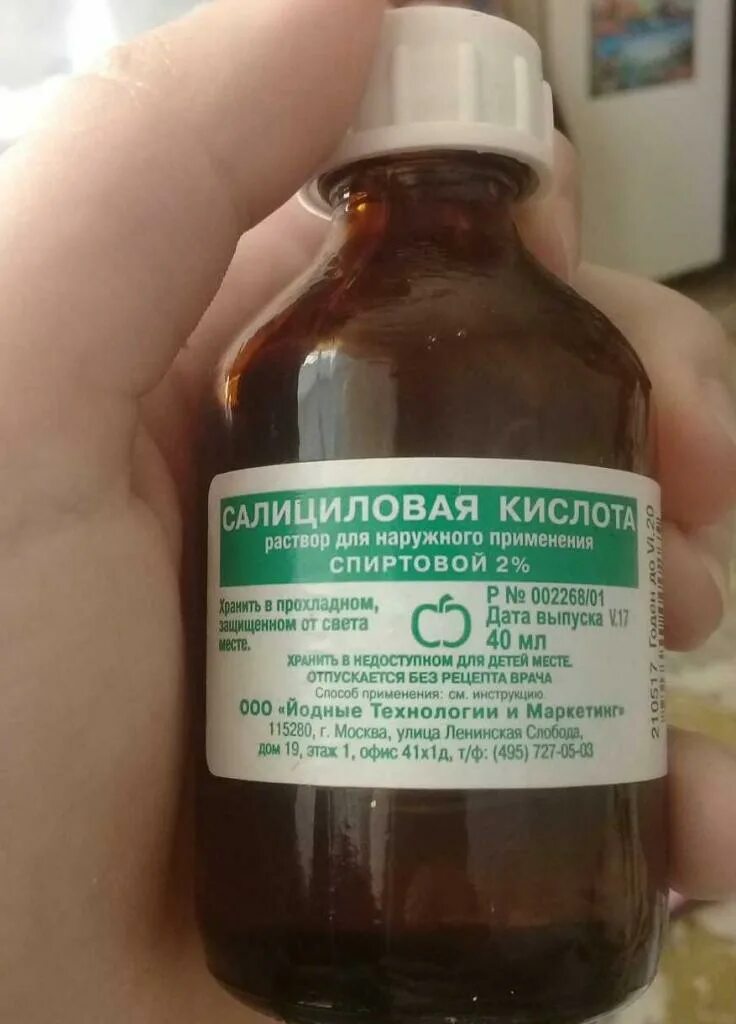 САЛИЦИЛОВАЯ КИСЛОТА
раствор для наружного применения
СПИРТОВОЙ 2%
Хранить в прохладном,
защищенном от света
месте.
Р № 002268/01
Дата выпуска V.17
40 мл
ХРАНИТЬ В НЕДОСТУПНОМ ДЛЯ ДЕТЕЙ МЕСТЕ.
ОТПУСКАЕТСЯ БЕЗ РЕЦЕПТА ВРАЧА
Способ применения: см. инструкцию.
ООО «Йодные Технологии и Маркетинг»
115280, г. Москва, улица Ленинская Слобода,
дом 19, этаж 1, офис 41х1д, т/ф: (495) 727-05-03
210517 Годен до VI.20